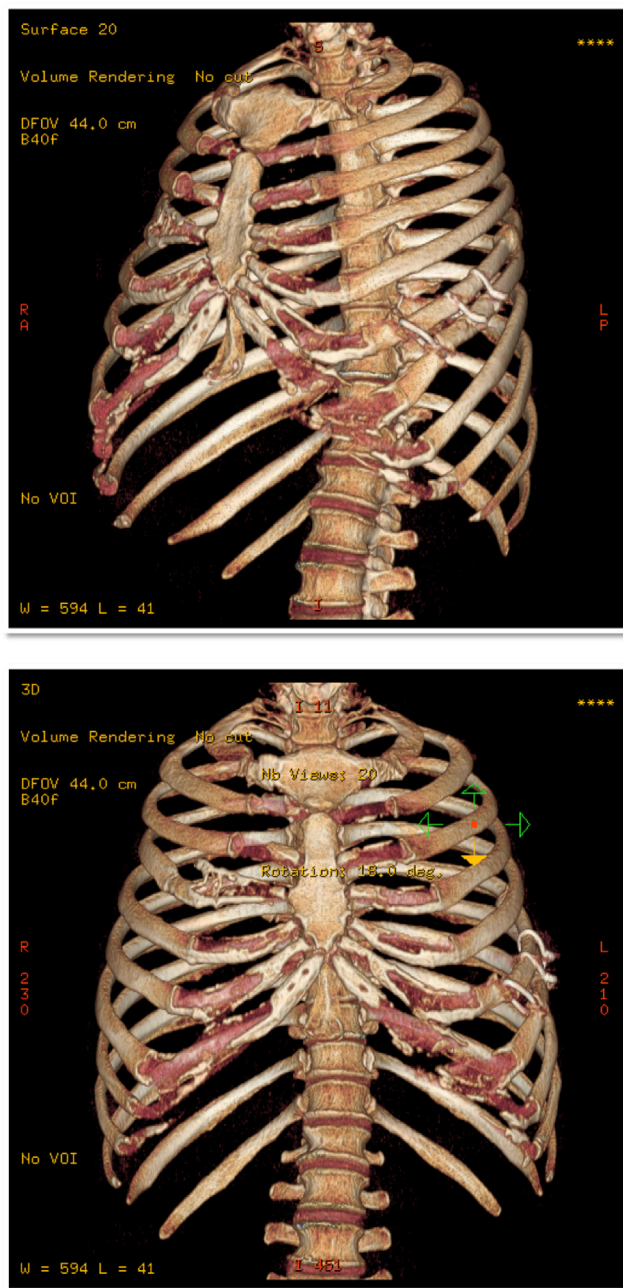 Surface 20
S
****
Volume Rendering No cut
DFOV 44.0 cm
B40f
R
A
L
P
No VOI
W = 594 L = 41
I
3D
I 11
****
Volume Rendering No cut
Nb Views: 20
DFOV 44.0 cm
B40f
Rotation: 18.0 deg.
R
2
3
0
L
2
1
0
No VOI
W = 594 L = 41
I 451